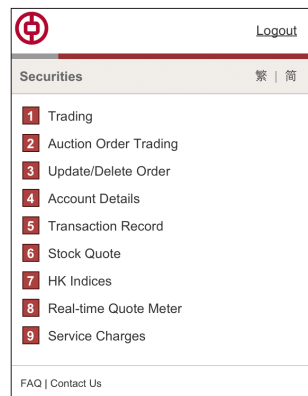 Logout
Securities 繁 | 简
1 Trading
2 Auction Order Trading
3 Update/Delete Order
4 Account Details
5 Transaction Record
6 Stock Quote
7 HK Indices
8 Real-time Quote Meter
9 Service Charges
FAQ | Contact Us